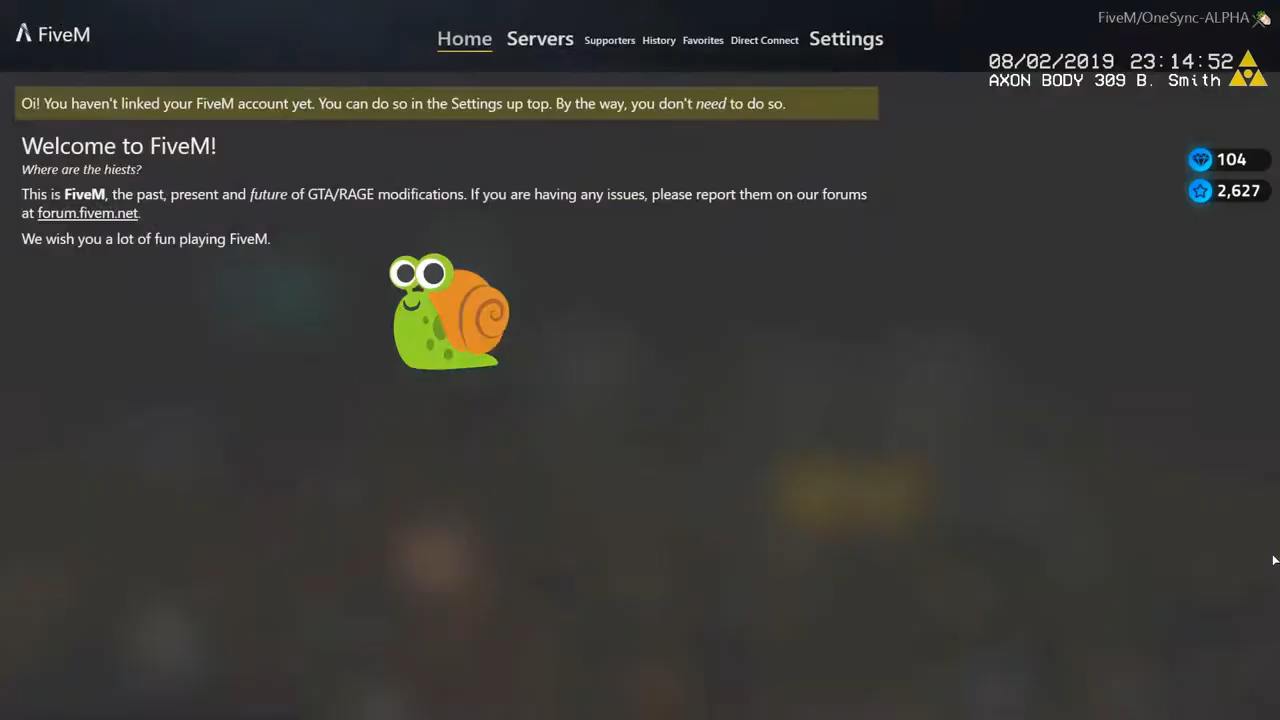 FiveM
Home Servers Supporters History Favorites Direct Connect Settings
FiveM/OneSync-ALPHA
08/02/2019 23:14:52
AXON BODY 309 B. Smith
Oi! You haven't linked your FiveM account yet. You can do so in the Settings up top. By the way, you don't need to do so.
Welcome to FiveM!
Where are the hiests?
This is FiveM, the past, present and future of GTA/RAGE modifications. If you are having any issues, please report them on our forums
at forum.fivem.net.
We wish you a lot of fun playing FiveM.
104
2,627